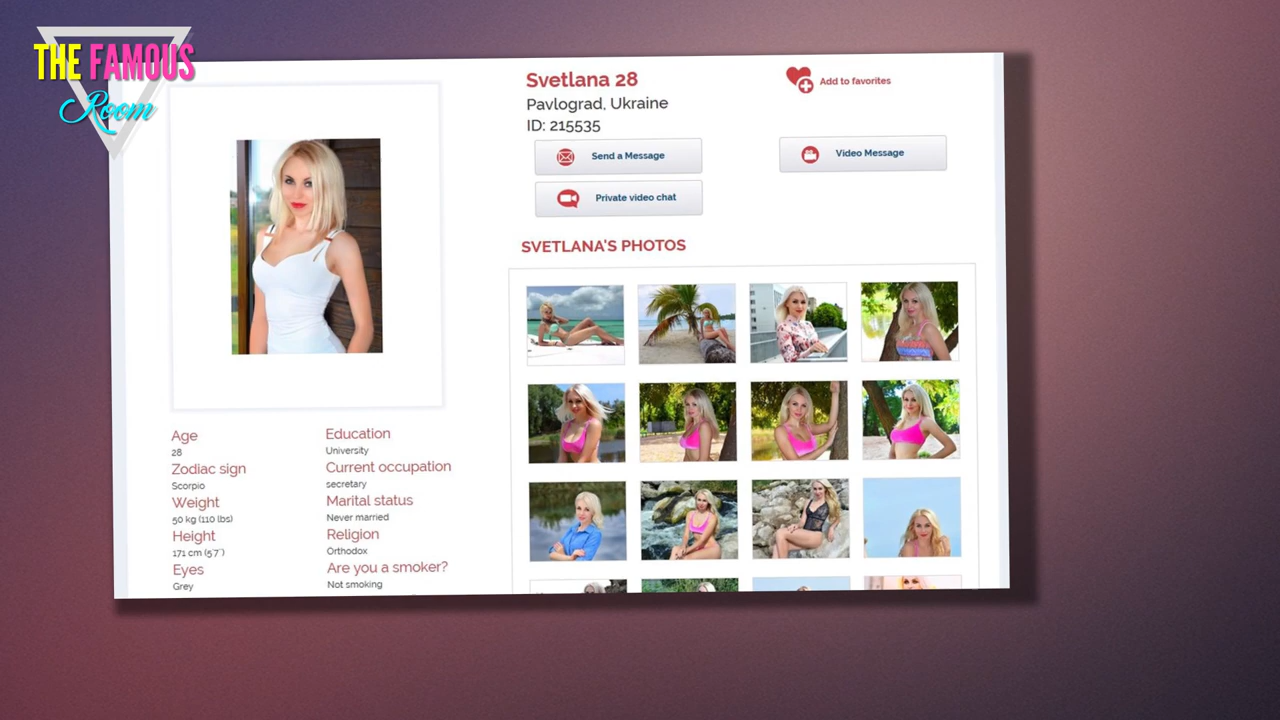 THE FAMOUS
Room
Svetlana 28
Pavlograd, Ukraine
ID: 215535
Add to favorites
Send a Message
Video Message
Private video chat
SVETLANA'S PHOTOS
Age
28
Zodiac sign
Scorpio
Weight
50 kg (110 lbs)
Height
171 cm (5'7")
Eyes
Grey
Education
University
Current occupation
secretary
Marital status
Never married
Religion
Orthodox
Are you a smoker?
Not smoking